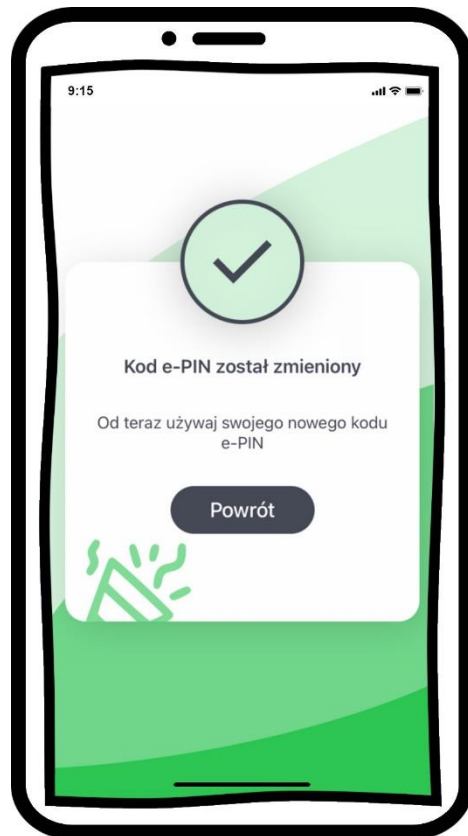 9:15
Kod e-PIN został zmieniony
Od teraz używaj swojego nowego kodu
e-PIN
Powrót